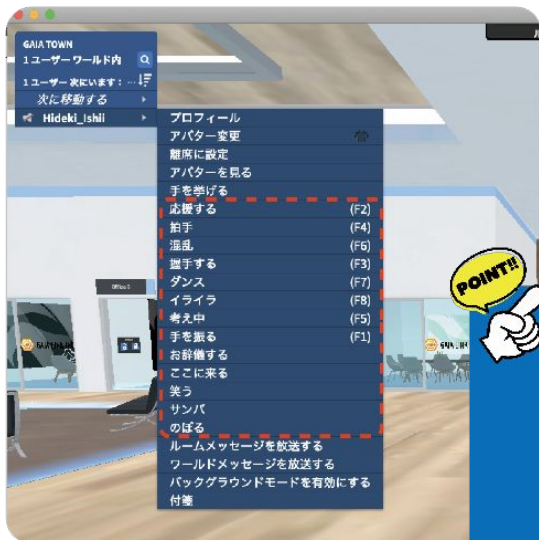 GAIA TOWN
1ユーザーワールド内
1ユーザー 次にいます： …
次に移動する
Hideki_Ishii
プロフィール
アバター変更
離席に設定
アバターを見る
手を挙げる
応援する (F2)
拍手 (F4)
混乱 (F6)
握手する (F3)
ダンス (F7)
イライラ (F8)
考え中 (F5)
手を振る (F1)
お辞儀する
ここに来る
笑う
サンバ
のぼる
ルームメッセージを放送する
ワールドメッセージを放送する
バックグラウンドモードを有効にする
付箋
POINT!!